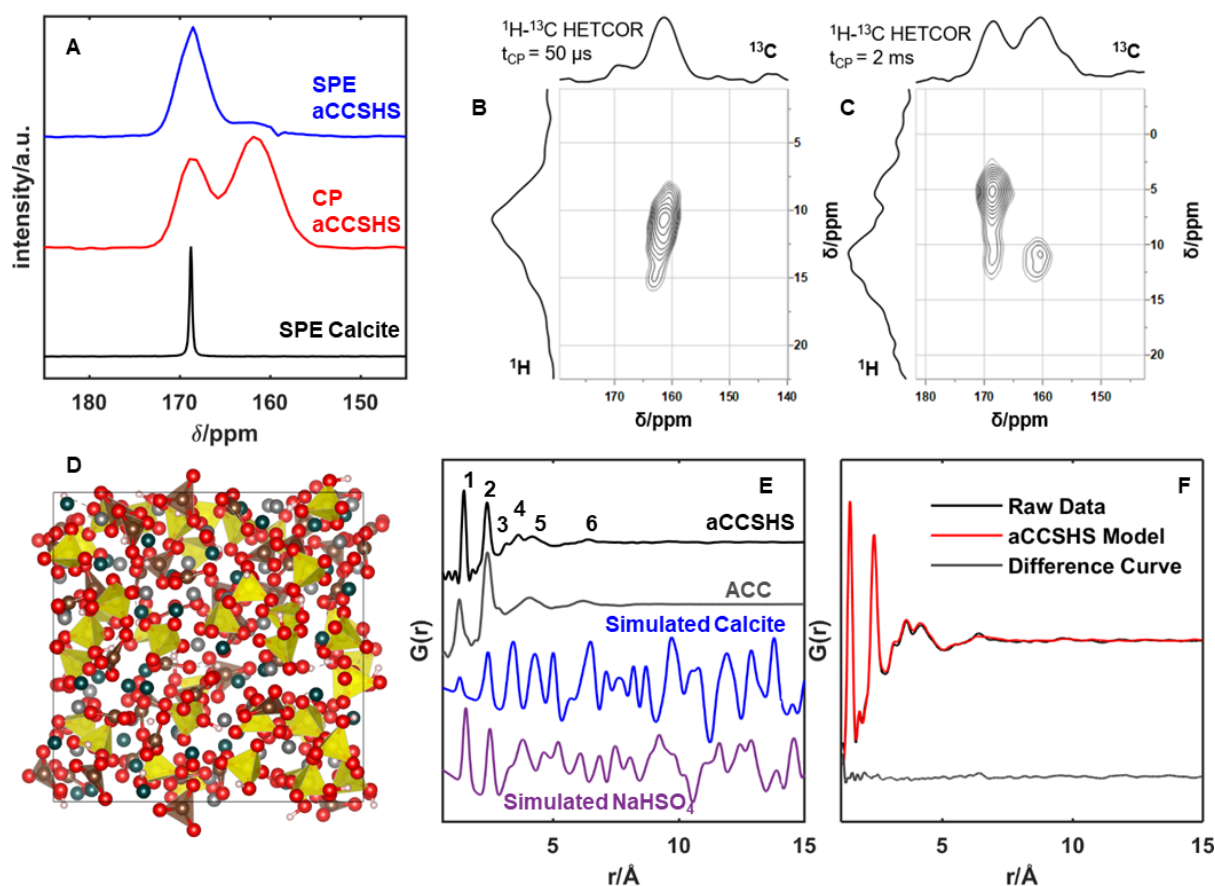 A
SPE
aCCSHS
CP
aCCSHS
SPE Calcite
intensity/a.u.
180 170 160 150
δ/ppm
¹H-¹³C HETCOR
t_CP = 50 µs
¹³C
B
5
10
15
20
¹H
180 170 160 150 140
δ/ppm
δ/ppm
¹H-¹³C HETCOR
t_CP = 2 ms
¹³C
C
0
5
10
15
20
δ/ppm
¹H
180 170 160 150
δ/ppm
D
E
1 2 3 4 5 6
aCCSHS
ACC
Simulated Calcite
Simulated NaHSO₄
G(r)
5 10 15
r/Å
F
Raw Data
aCCSHS Model
Difference Curve
G(r)
5 10 15
r/Å